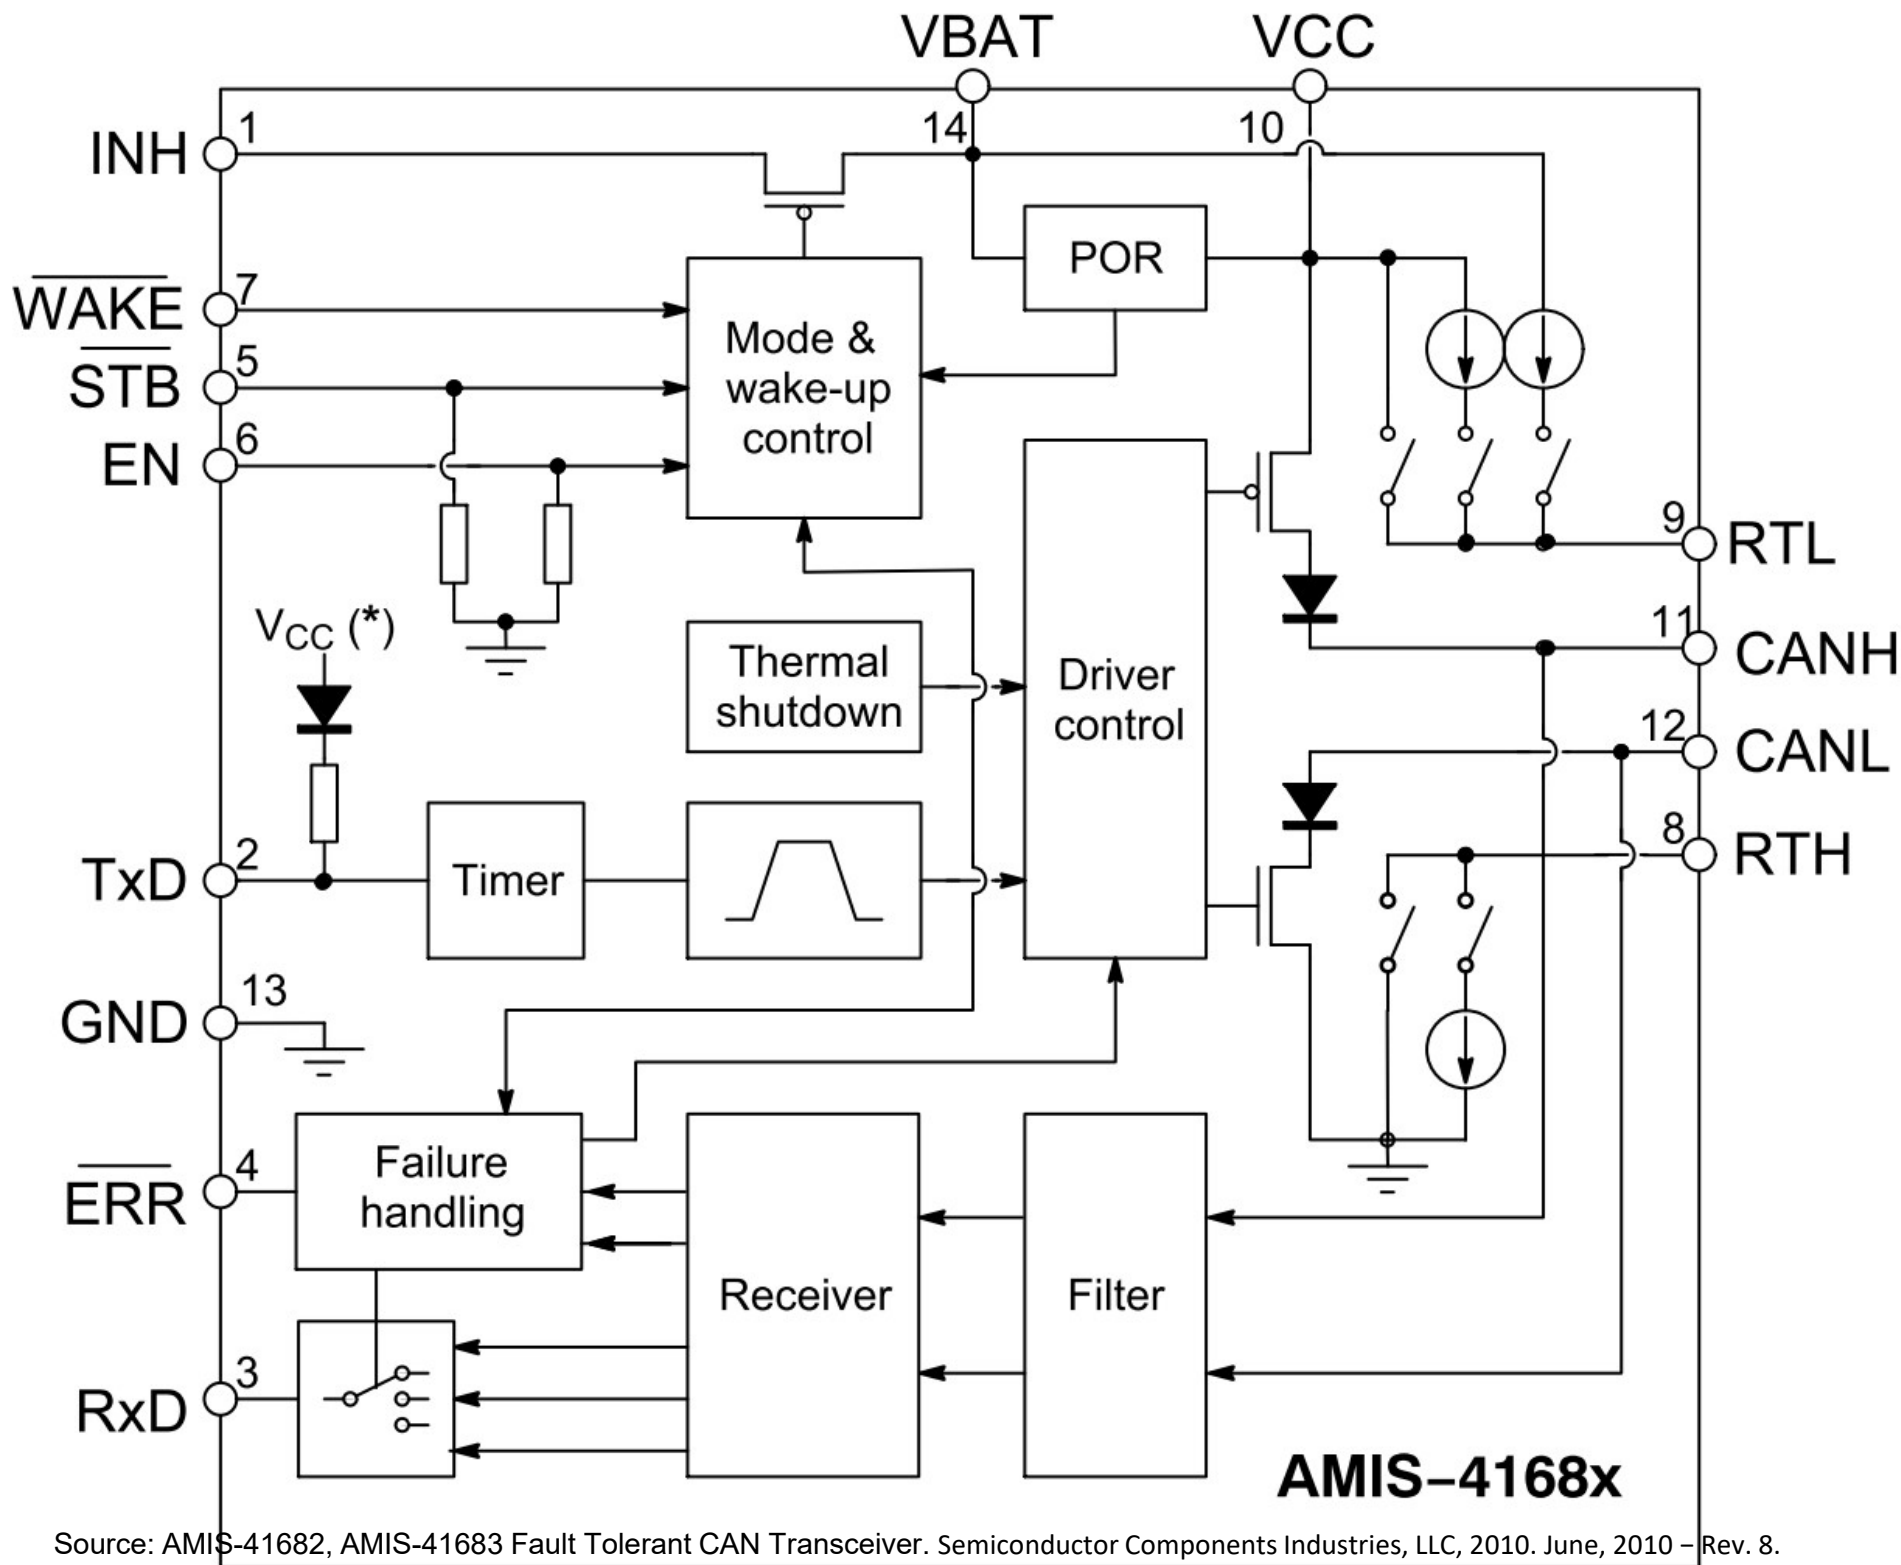 VBAT
VCC
14
10
INH
1
POR
WAKE
7
Mode &
wake-up
control
STB
5
EN
6
9
RTL
VCC (*)
11
CANH
Thermal
shutdown
Driver
control
12
CANL
8
RTH
TxD
2
Timer
GND
13
ERR
4
Failure
handling
Receiver
Filter
RxD
3
AMIS–4168x
Source: AMIS-41682, AMIS-41683 Fault Tolerant CAN Transceiver. Semiconductor Components Industries, LLC, 2010. June, 2010 − Rev. 8.